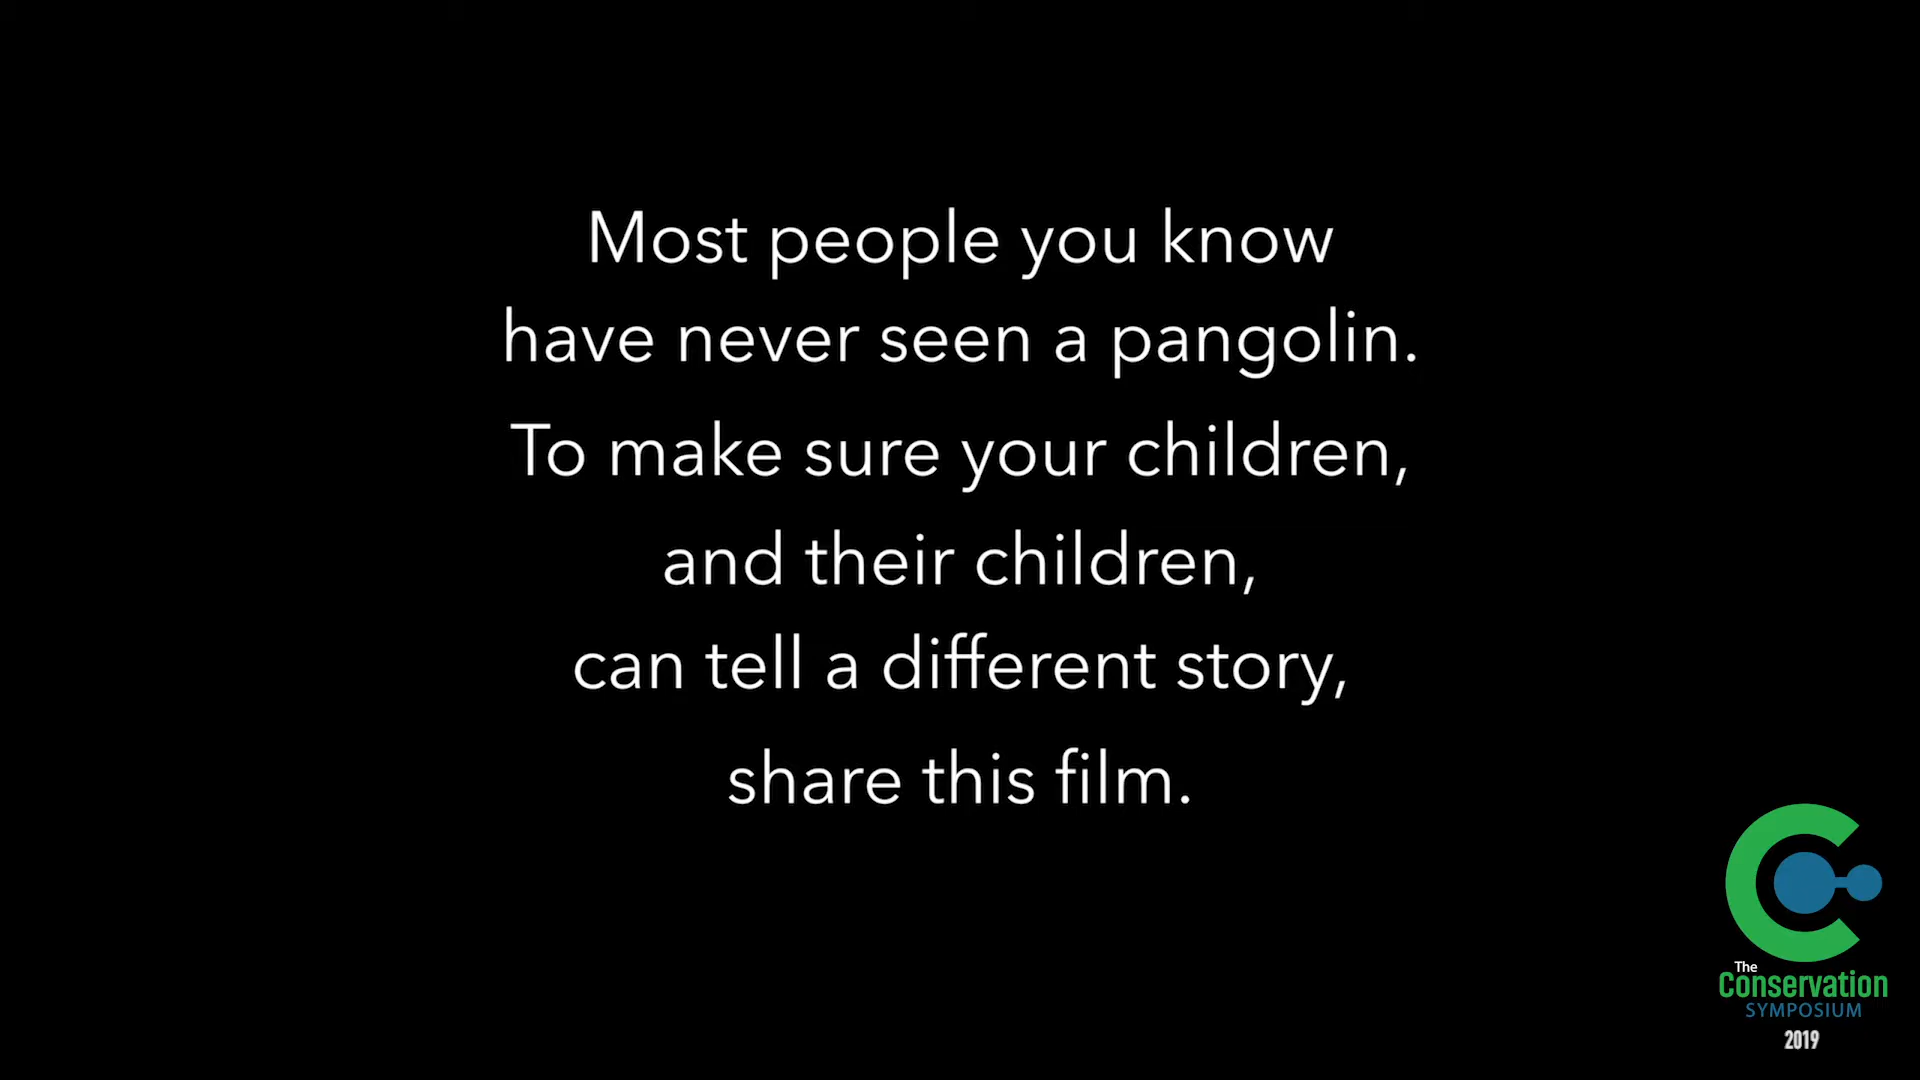 Most people you know
have never seen a pangolin.
To make sure your children,
and their children,
can tell a different story,
share this film.
The
Conservation
SYMPOSIUM
2019